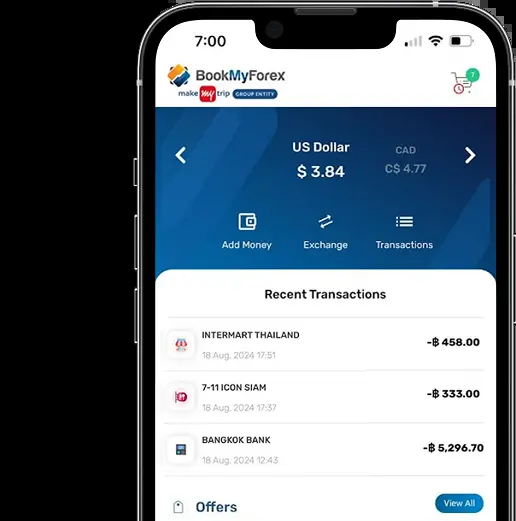 7:00
BookMyForex
make my trip GROUP ENTITY
7
US Dollar
$ 3.84
CAD
C$ 4.77
Add Money
Exchange
Transactions
Recent Transactions
INTERMART THAILAND
18 Aug, 2024 17:51
-฿ 458.00
7-11 ICON SIAM
18 Aug, 2024 17:37
-฿ 333.00
BANGKOK BANK
18 Aug, 2024 12:43
-฿ 5,296.70
Offers
View All